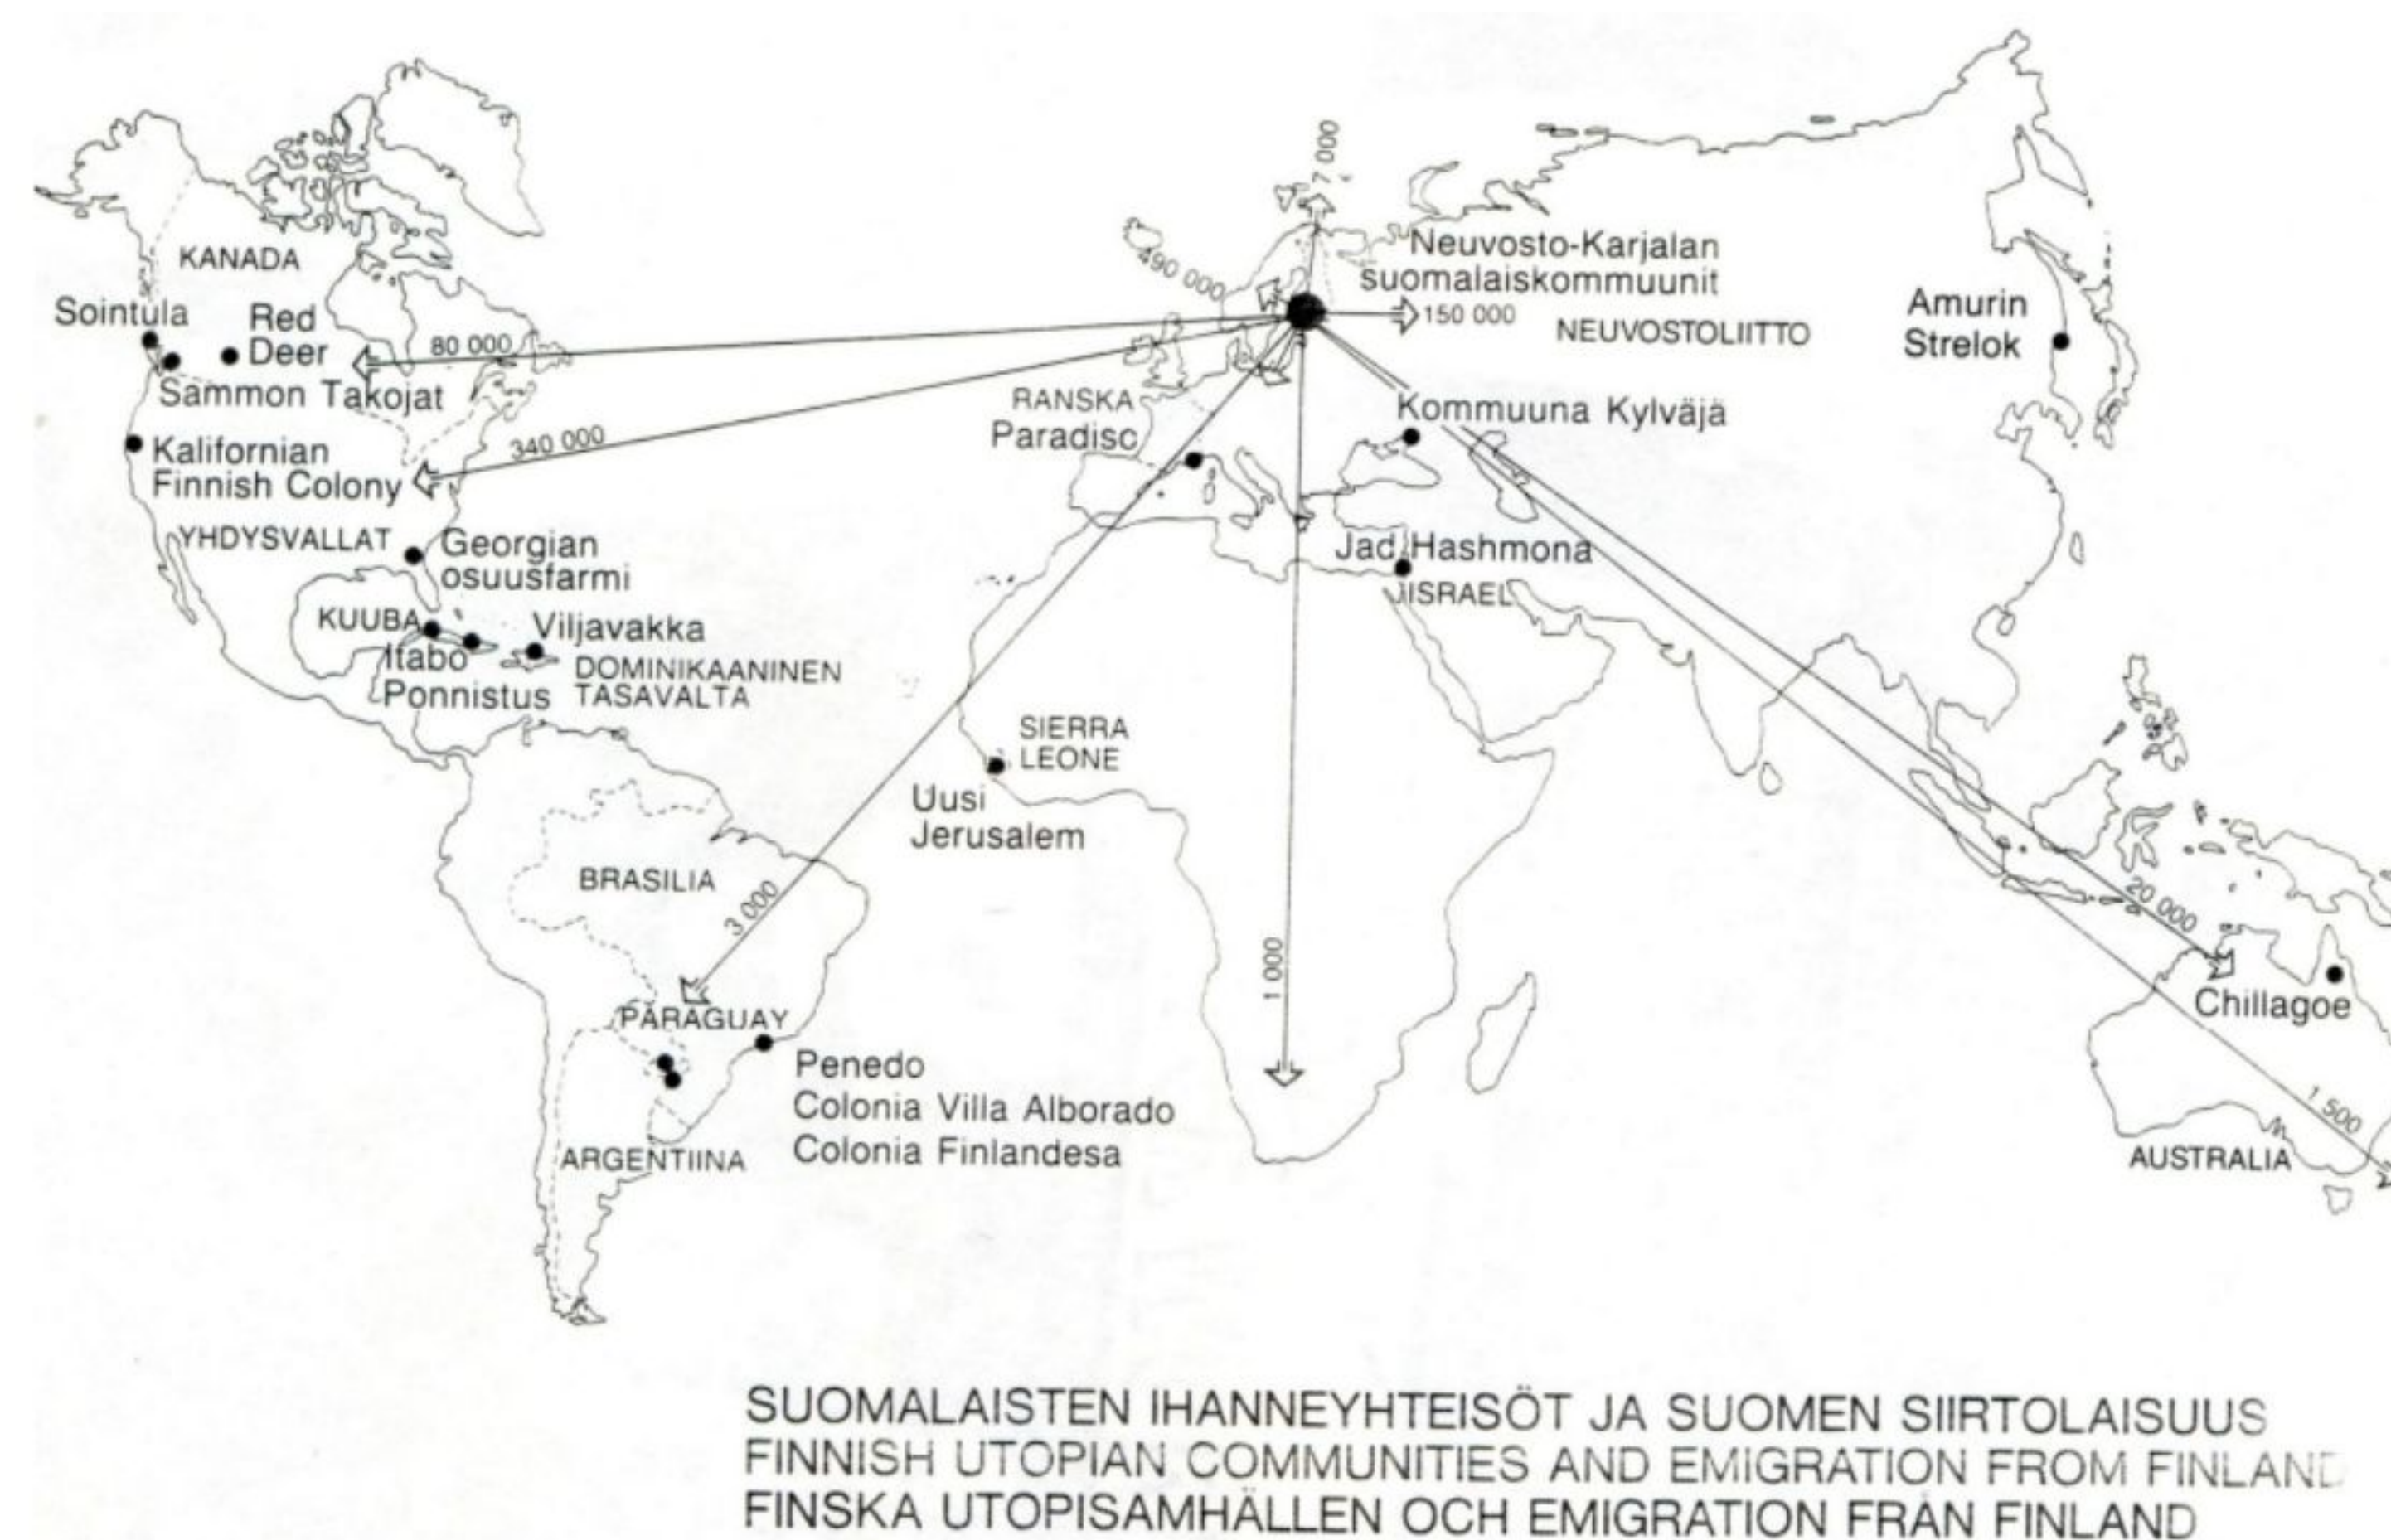 7 000
490 000
Neuvosto-Karjalan
suomalaiskommuunit
150 000
NEUVOSTOLIITTO
KANADA
Sointula
Red
Deer
80 000
Sammon Takojat
Amurin
Strelok
RANSKA
Paradisc
Kommuuna Kylväjä
340 000
Kalifornian
Finnish Colony
YHDYSVALLAT
Georgian
osuusfarmi
Jad Hashmona
ISRAEL
KUUBA
Viljavakka
Itabo
DOMINIKAANINEN
Ponnistus
TASAVALTA
SIERRA
LEONE
Uusi
Jerusalem
BRASILIA
3 000
1 000
20 000
PARAGUAY
Chillagoe
Penedo
Colonia Villa Alborado
Colonia Finlandesa
ARGENTIINA
1 500
AUSTRALIA
SUOMALAISTEN IHANNEYHTEISÖT JA SUOMEN SIIRTOLAISUUS
FINNISH UTOPIAN COMMUNITIES AND EMIGRATION FROM FINLAND
FINSKA UTOPISAMHÄLLEN OCH EMIGRATION FRÅN FINLAND